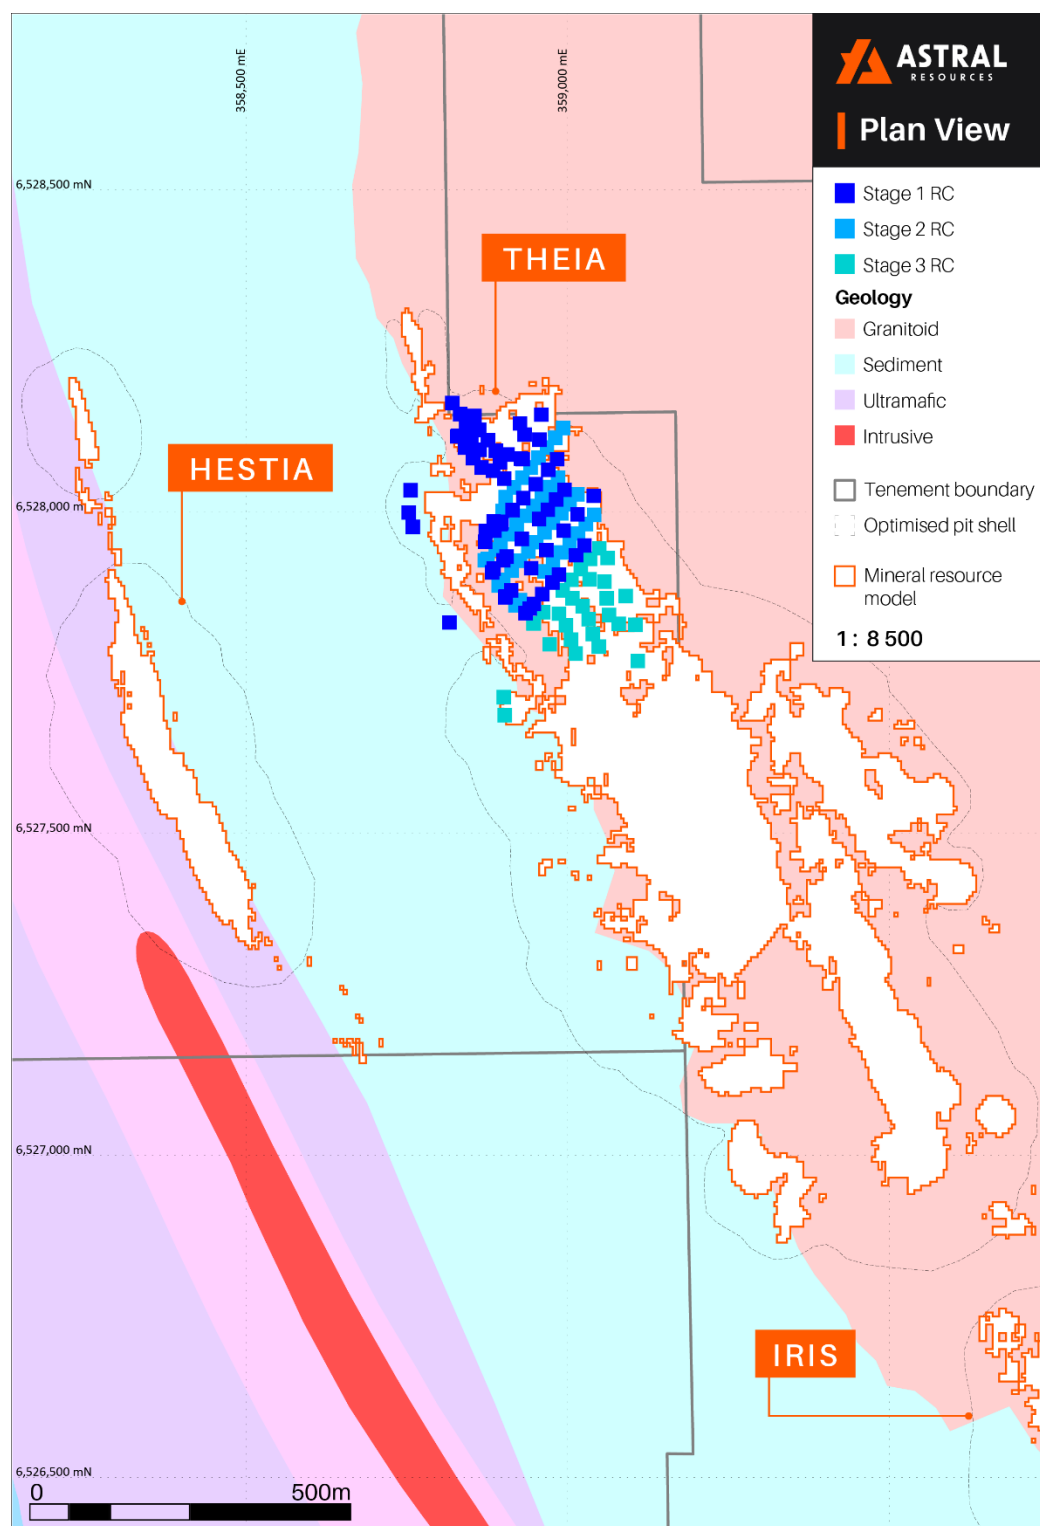 ASTRAL
RESOURCES
Plan View
358,500 mE
359,000 mE
6,528,500 mN
Stage 1 RC
Stage 2 RC
Stage 3 RC
Geology
Granitoid
Sediment
Ultramafic
Intrusive
Tenement boundary
Optimised pit shell
Mineral resource
model
1 : 8 500
THEIA
HESTIA
6,528,000 mN
6,527,500 mN
6,527,000 mN
IRIS
6,526,500 mN
0 500m